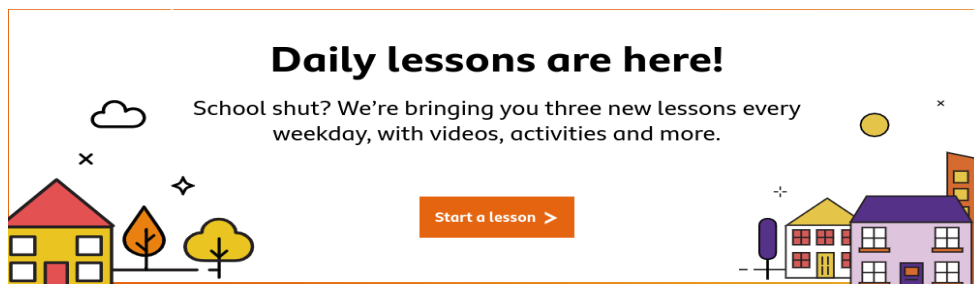 Daily lessons are here!
School shut? We’re bringing you three new lessons every
weekday, with videos, activities and more.
Start a lesson >